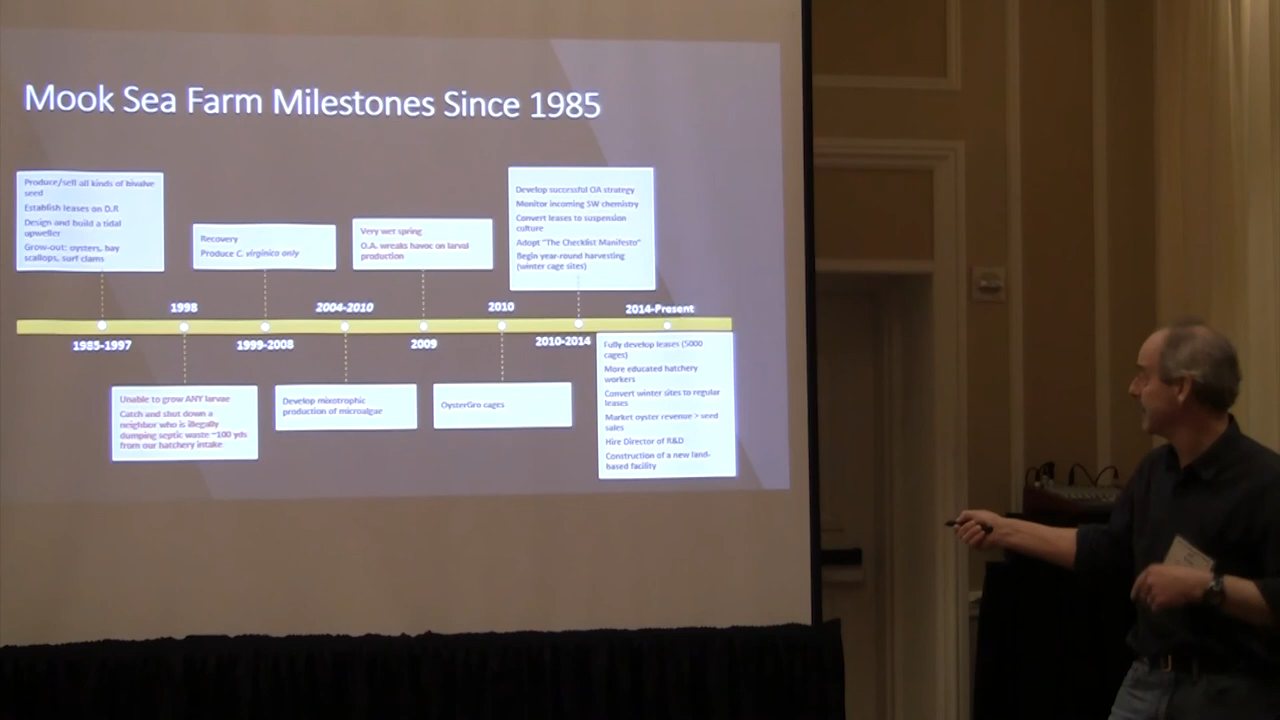 Mook Sea Farm Milestones Since 1985
Produce/sell all kinds of bivalve
seed
Establish leases on D.R
Design and build a tidal
upweller
Grow-out: oysters, bay
scallops, surf clams
Recovery
Produce C. virginica only
Very wet spring
O.A. wreaks havoc on larval
production
Develop successful OA strategy
Monitor incoming SW chemistry
Convert leases to suspension
culture
Adopt "The Checklist Manifesto"
Begin year-round harvesting
(winter cage sites)
1998
2004-2010
2010
2014-Present
1985-1997
1999-2008
2009
2010-2014
Unable to grow ANY larvae
Catch and shut down a
neighbor who is illegally
dumping septic waste ~100 yds
from our hatchery intake
Develop mixotrophic
production of microalgae
OysterGro cages
Fully develop leases (5000
cages)
More educated hatchery
workers
Convert winter sites to regular
leases
Market oyster revenue > seed
sales
Hire Director of R&D
Construction of a new land-
based facility